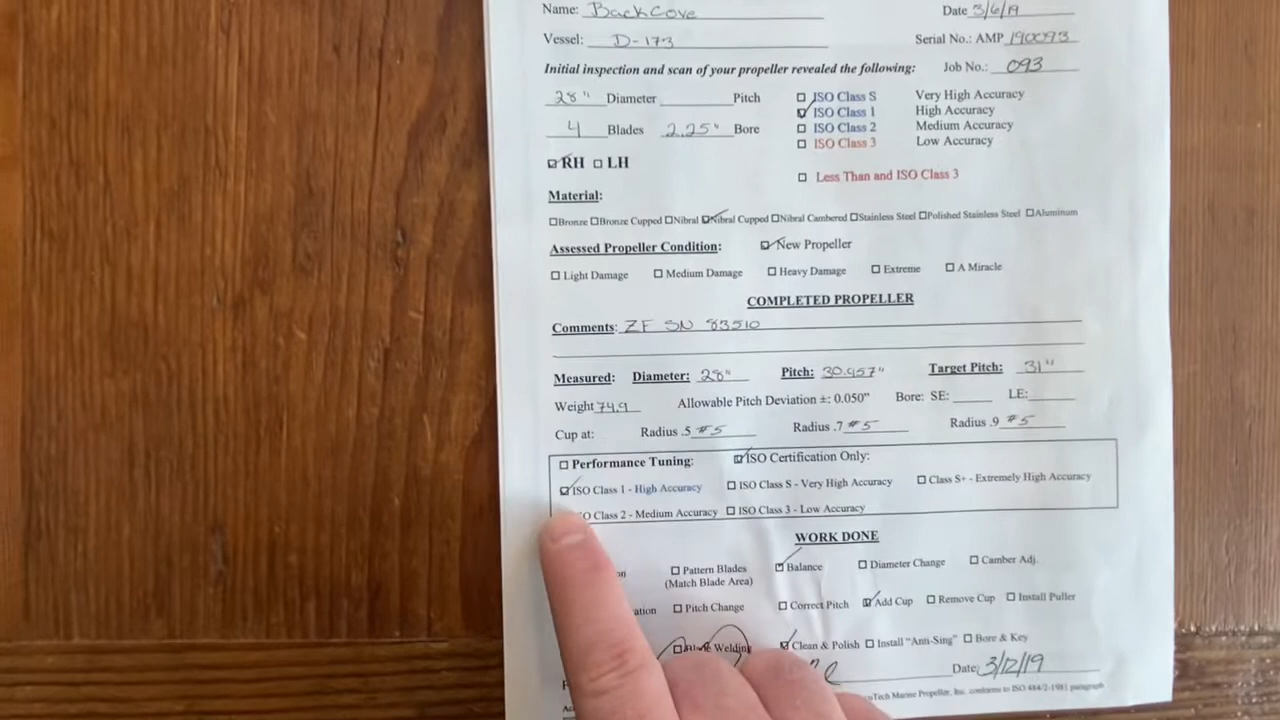 Name: BackCove Date 3/6/19
Vessel: D-173 Serial No.: AMP 190093
Initial inspection and scan of your propeller revealed the following: Job No.: 093
28" Diameter Pitch ISO Class S Very High Accuracy
ISO Class 1 High Accuracy
4 Blades 2.25" Bore ISO Class 2 Medium Accuracy
ISO Class 3 Low Accuracy
RH LH
Less Than and ISO Class 3
Material:
Bronze Bronze Cupped Nibral Nibral Cupped Nibral Cambered Stainless Steel Polished Stainless Steel Aluminum
Assessed Propeller Condition: New Propeller
Light Damage Medium Damage Heavy Damage Extreme A Miracle
COMPLETED PROPELLER
Comments: ZF SN 83510
Measured: Diameter: 28" Pitch: 30.957" Target Pitch: 31"
Weight 74.9 Allowable Pitch Deviation ±: 0.050" Bore: SE: LE:
Cup at: Radius .5 #5 Radius .7 #5 Radius .9 #5
Performance Tuning: ISO Certification Only:
ISO Class 1 - High Accuracy ISO Class S - Very High Accuracy Class S+ - Extremely High Accuracy
Class 2 - Medium Accuracy ISO Class 3 - Low Accuracy
WORK DONE
Pattern Blades Balance Diameter Change Camber Adj.
(Match Blade Area)
Pitch Change Correct Pitch Add Cup Remove Cup Install Puller
Welding Clean & Polish Install "Anti-Sing" Bore & Key
Date: 3/12/19
Marine Propeller, Inc. conforms to ISO 484/2-1981 paragraph